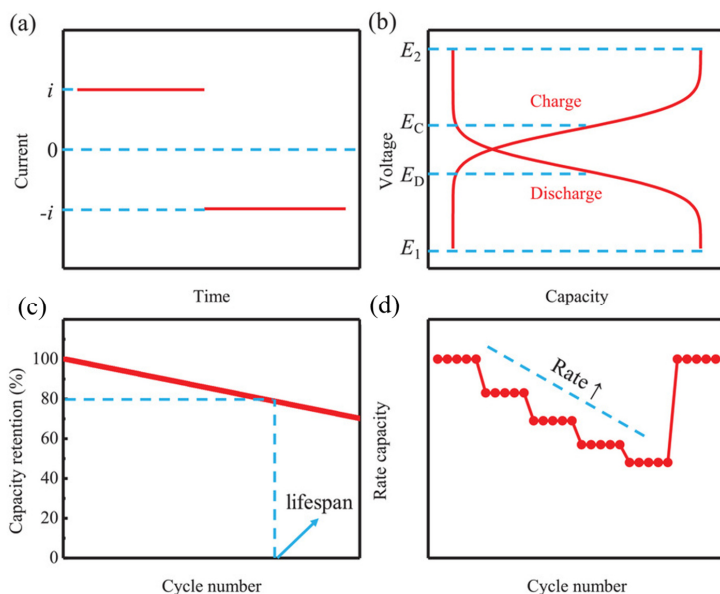 (a)
i
0
-i
Current
Time
(b)
E2
EC
ED
E1
Voltage
Charge
Discharge
Capacity
(c)
100
80
60
40
20
0
Capacity retention (%)
lifespan
Cycle number
(d)
Rate ↑
Rate capacity
Cycle number